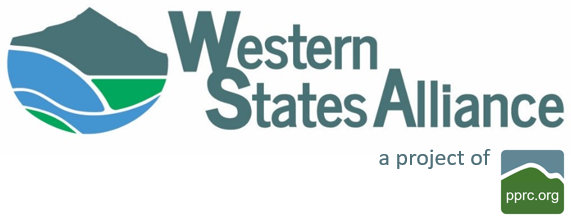 Western
States Alliance
a project of
pprc.org